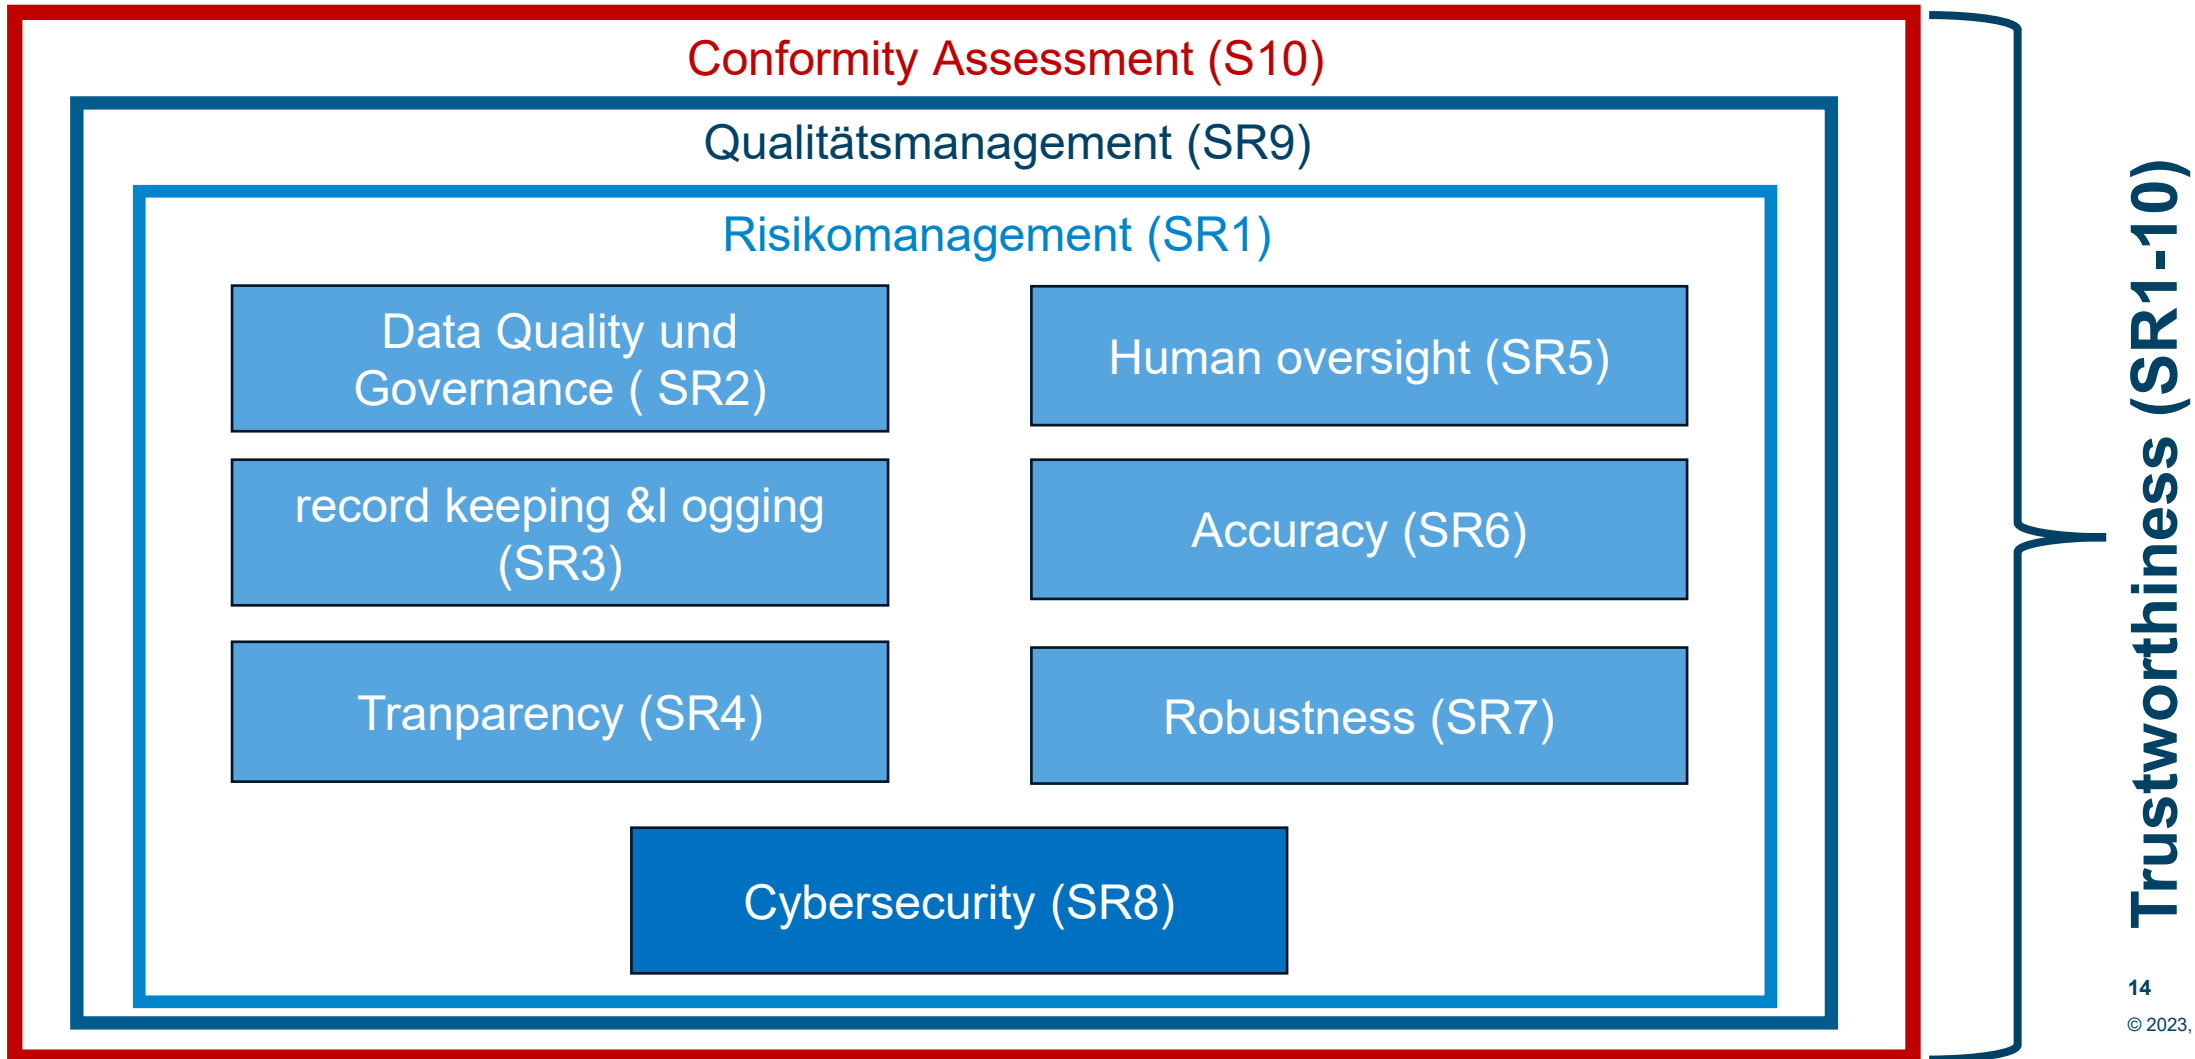 Conformity Assessment (S10)
Qualitätsmanagement (SR9)
Risikomanagement (SR1)
Data Quality und
Governance ( SR2)
Human oversight (SR5)
record keeping &l ogging
(SR3)
Accuracy (SR6)
Tranparency (SR4)
Robustness (SR7)
Cybersecurity (SR8)
Trustworthiness (SR1-10)
14
© 2023,